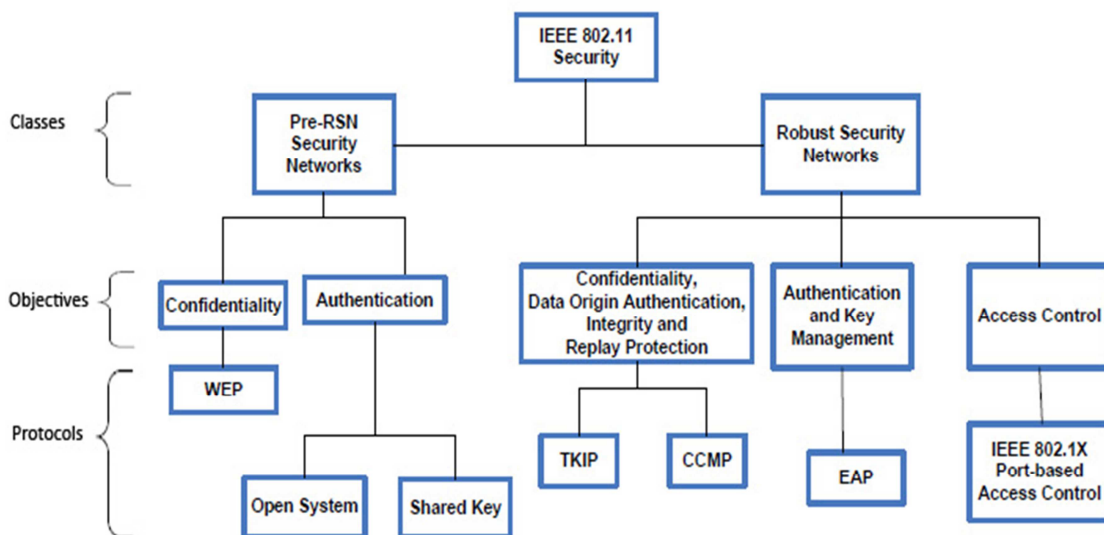 IEEE 802.11
Security
Classes
Pre-RSN
Security
Networks
Robust Security
Networks
Objectives
Confidentiality
Authentication
Confidentiality,
Data Origin Authentication,
Integrity and
Replay Protection
Authentication
and Key
Management
Access Control
Protocols
WEP
Open System
Shared Key
TKIP
CCMP
EAP
IEEE 802.1X
Port-based
Access Control